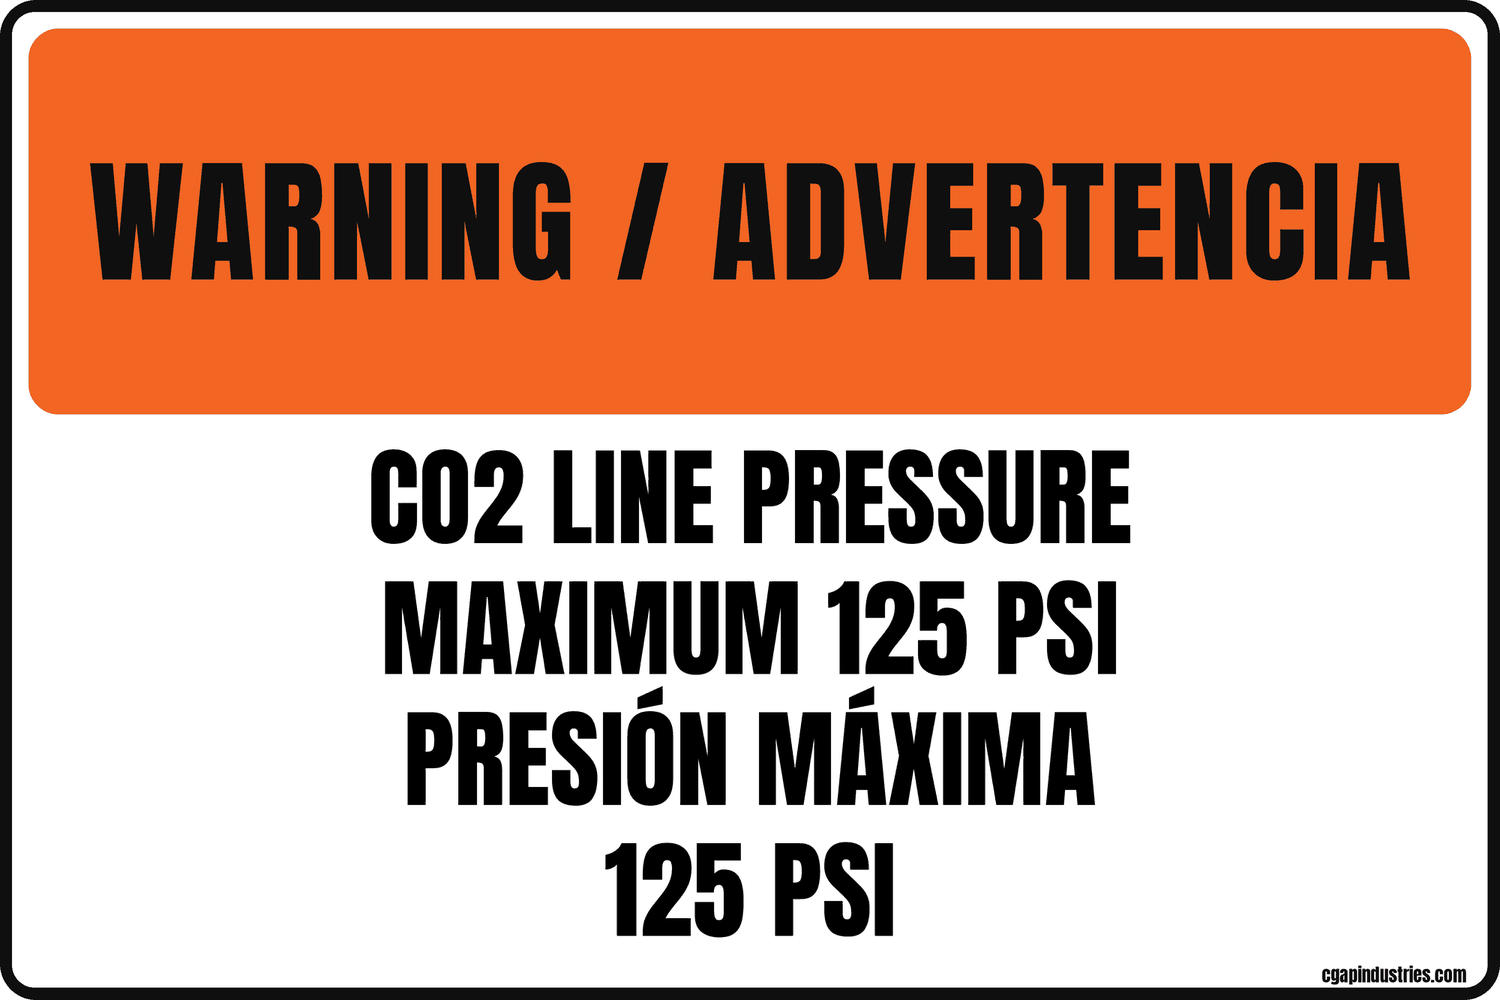 WARNING / ADVERTENCIA
CO2 LINE PRESSURE
MAXIMUM 125 PSI
PRESIÓN MÁXIMA
125 PSI
cgapindustries.com